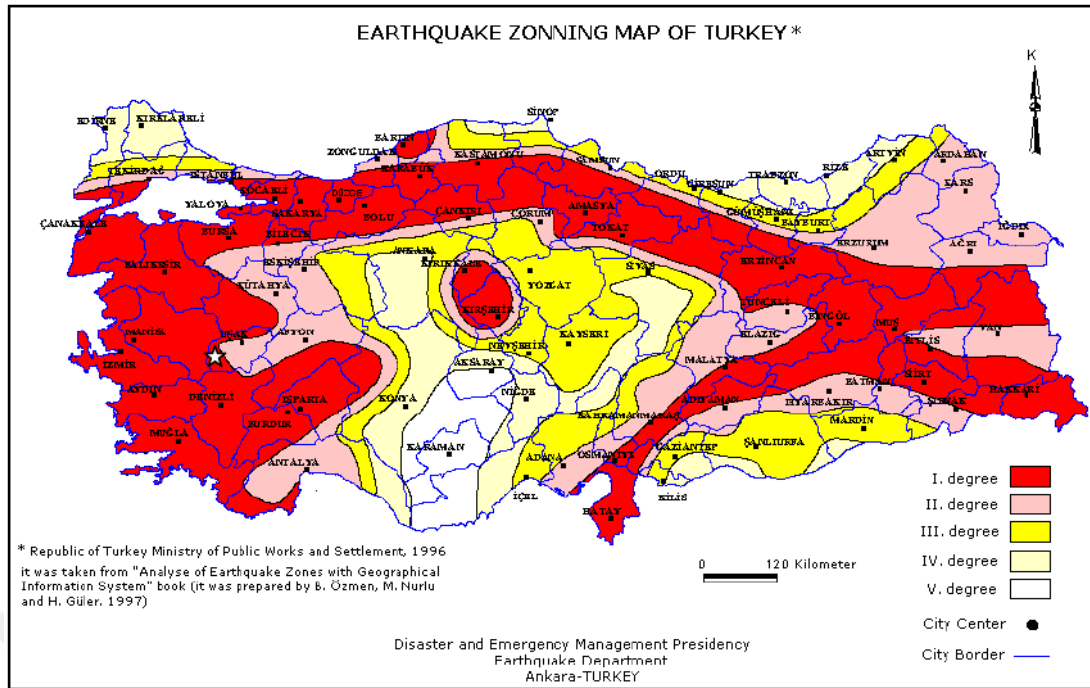 EARTHQUAKE ZONNING MAP OF TURKEY*
K
SİNOP
EDİRNE
KIRKLARELİ
BARTIN
ZONGULDAK
KASTAMONU
KARABÜK
SAMSUN
ARTVİN
ARDAHAN
TEKİRDAĞ
İSTANBUL
KOCAELİ
ORDU
GİRESUN
TRABZON
RİZE
KARS
YALOVA
SAKARYA
DÜZCE
BOLU
ÇANKIRI
ÇORUM
AMASYA
GÜMÜŞHANE
BAYBURT
ÇANAKKALE
BURSA
BİLECİK
TOKAT
ERZURUM
AĞRI
IĞDIR
ANKARA
KIRIKKALE
BALIKESİR
ESKİŞEHİR
YOZGAT
SİVAS
ERZİNCAN
KÜTAHYA
KIRŞEHİR
TUNCELİ
BİNGÖL
MUŞ
VAN
MANİSA
UŞAK
AFYON
KAYSERİ
ELAZIĞ
BİTLİS
İZMİR
NEVŞEHİR
AKSARAY
MALATYA
SİİRT
AYDIN
DENİZLİ
ISPARTA
KONYA
NİĞDE
ADIYAMAN
BATMAN
DİYARBAKIR
ŞIRNAK
HAKKARİ
MUĞLA
BURDUR
KAHRAMANMARAŞ
MARDİN
KARAMAN
ADANA
OSMANİYE
GAZİANTEP
ŞANLIURFA
ANTALYA
İÇEL
KİLİS
HATAY
I. degree
II. degree
III. degree
IV. degree
V. degree
City Center
City Border
* Republic of Turkey Ministry of Public Works and Settlement, 1996
it was taken from "Analyse of Earthquake Zones with Geographical
Information System" book (it was prepared by B. Özmen, M. Nurlu
and H. Güler. 1997)
0 120 Kilometer
Disaster and Emergency Management Presidency
Earthquake Department
Ankara-TURKEY